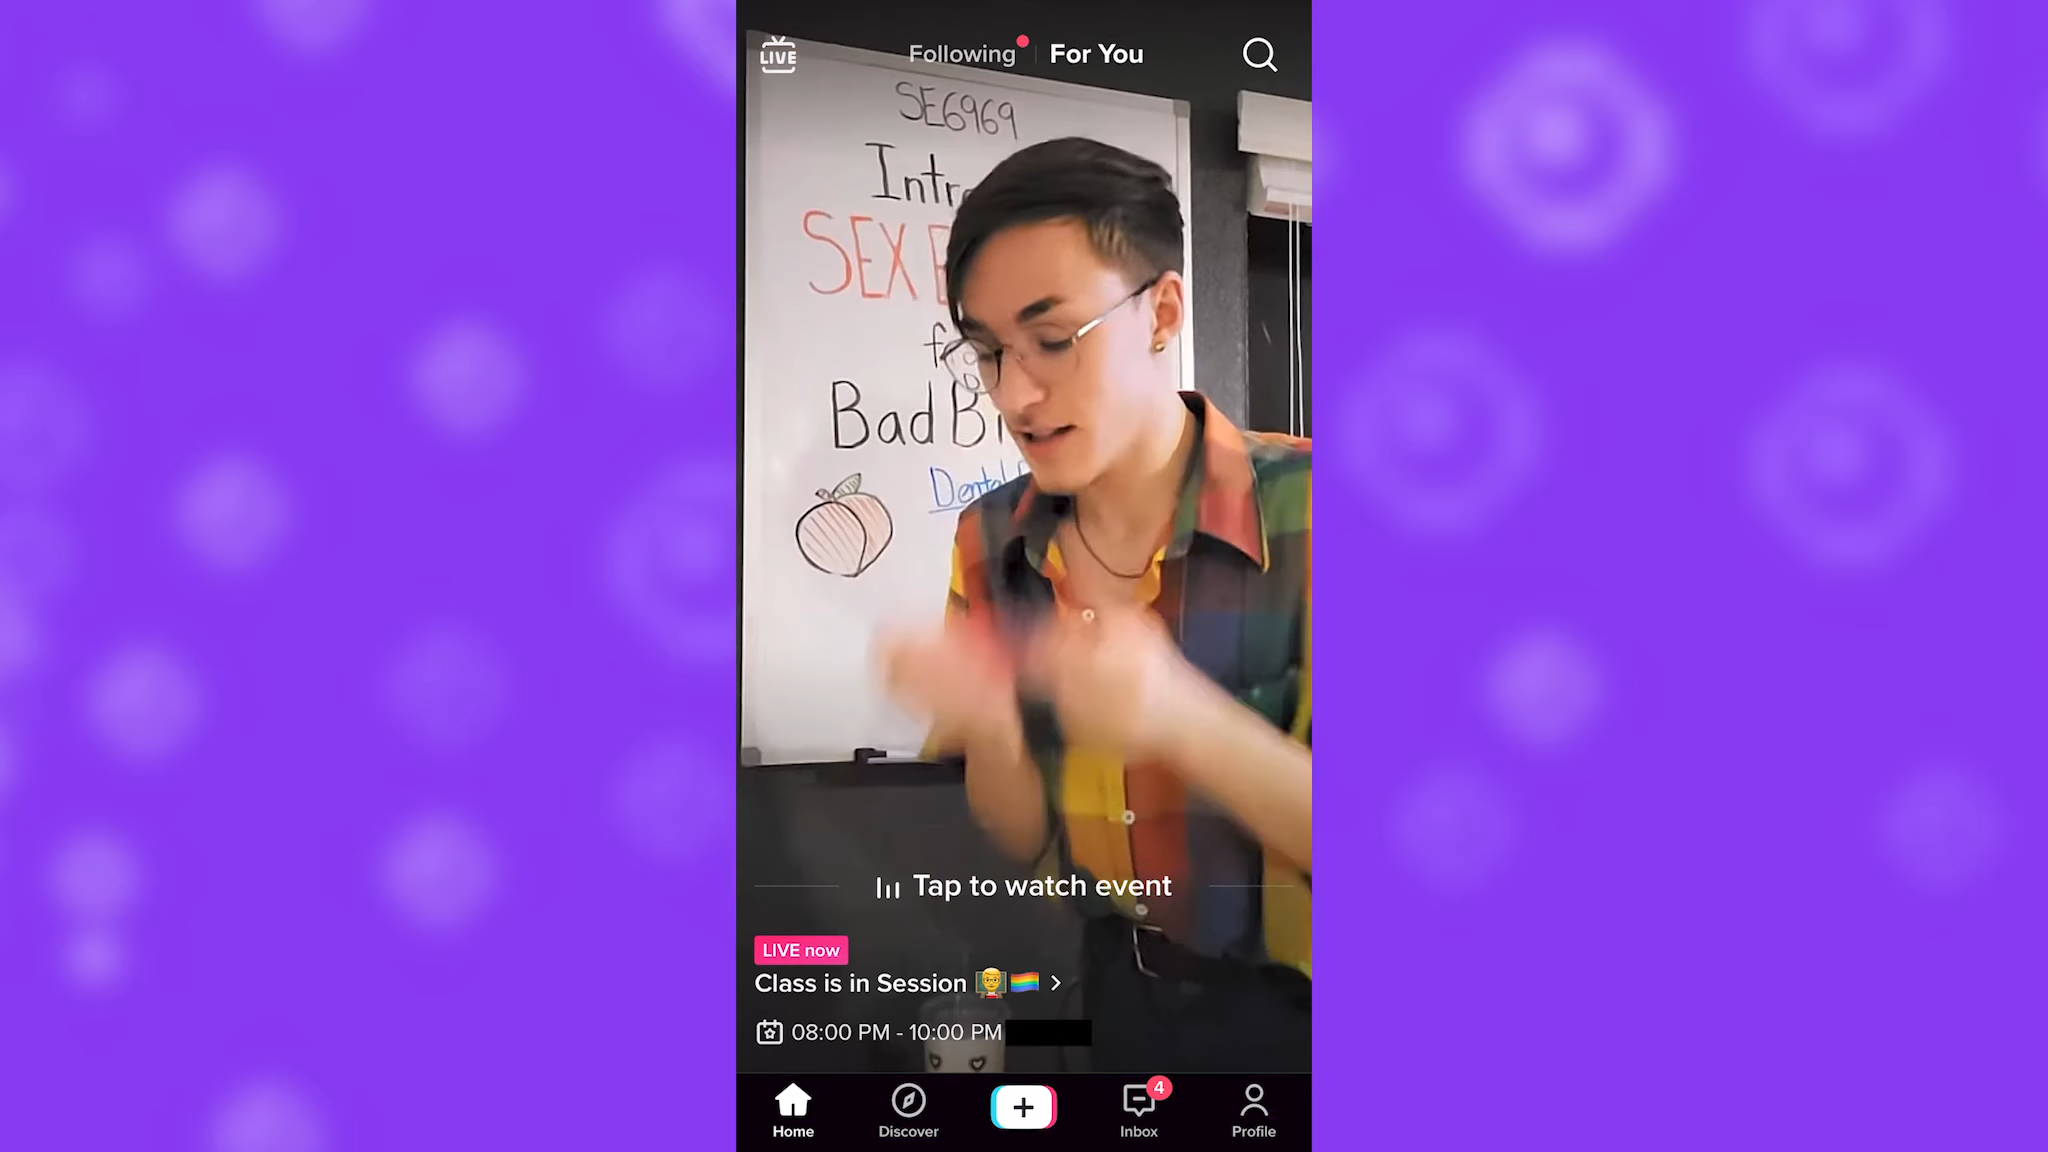 LIVE
Following
For You
SE6969
SEX
Bad
Tap to watch event
LIVE now
Class is in Session
08:00 PM - 10:00 PM
4
Home
Discover
Inbox
Profile